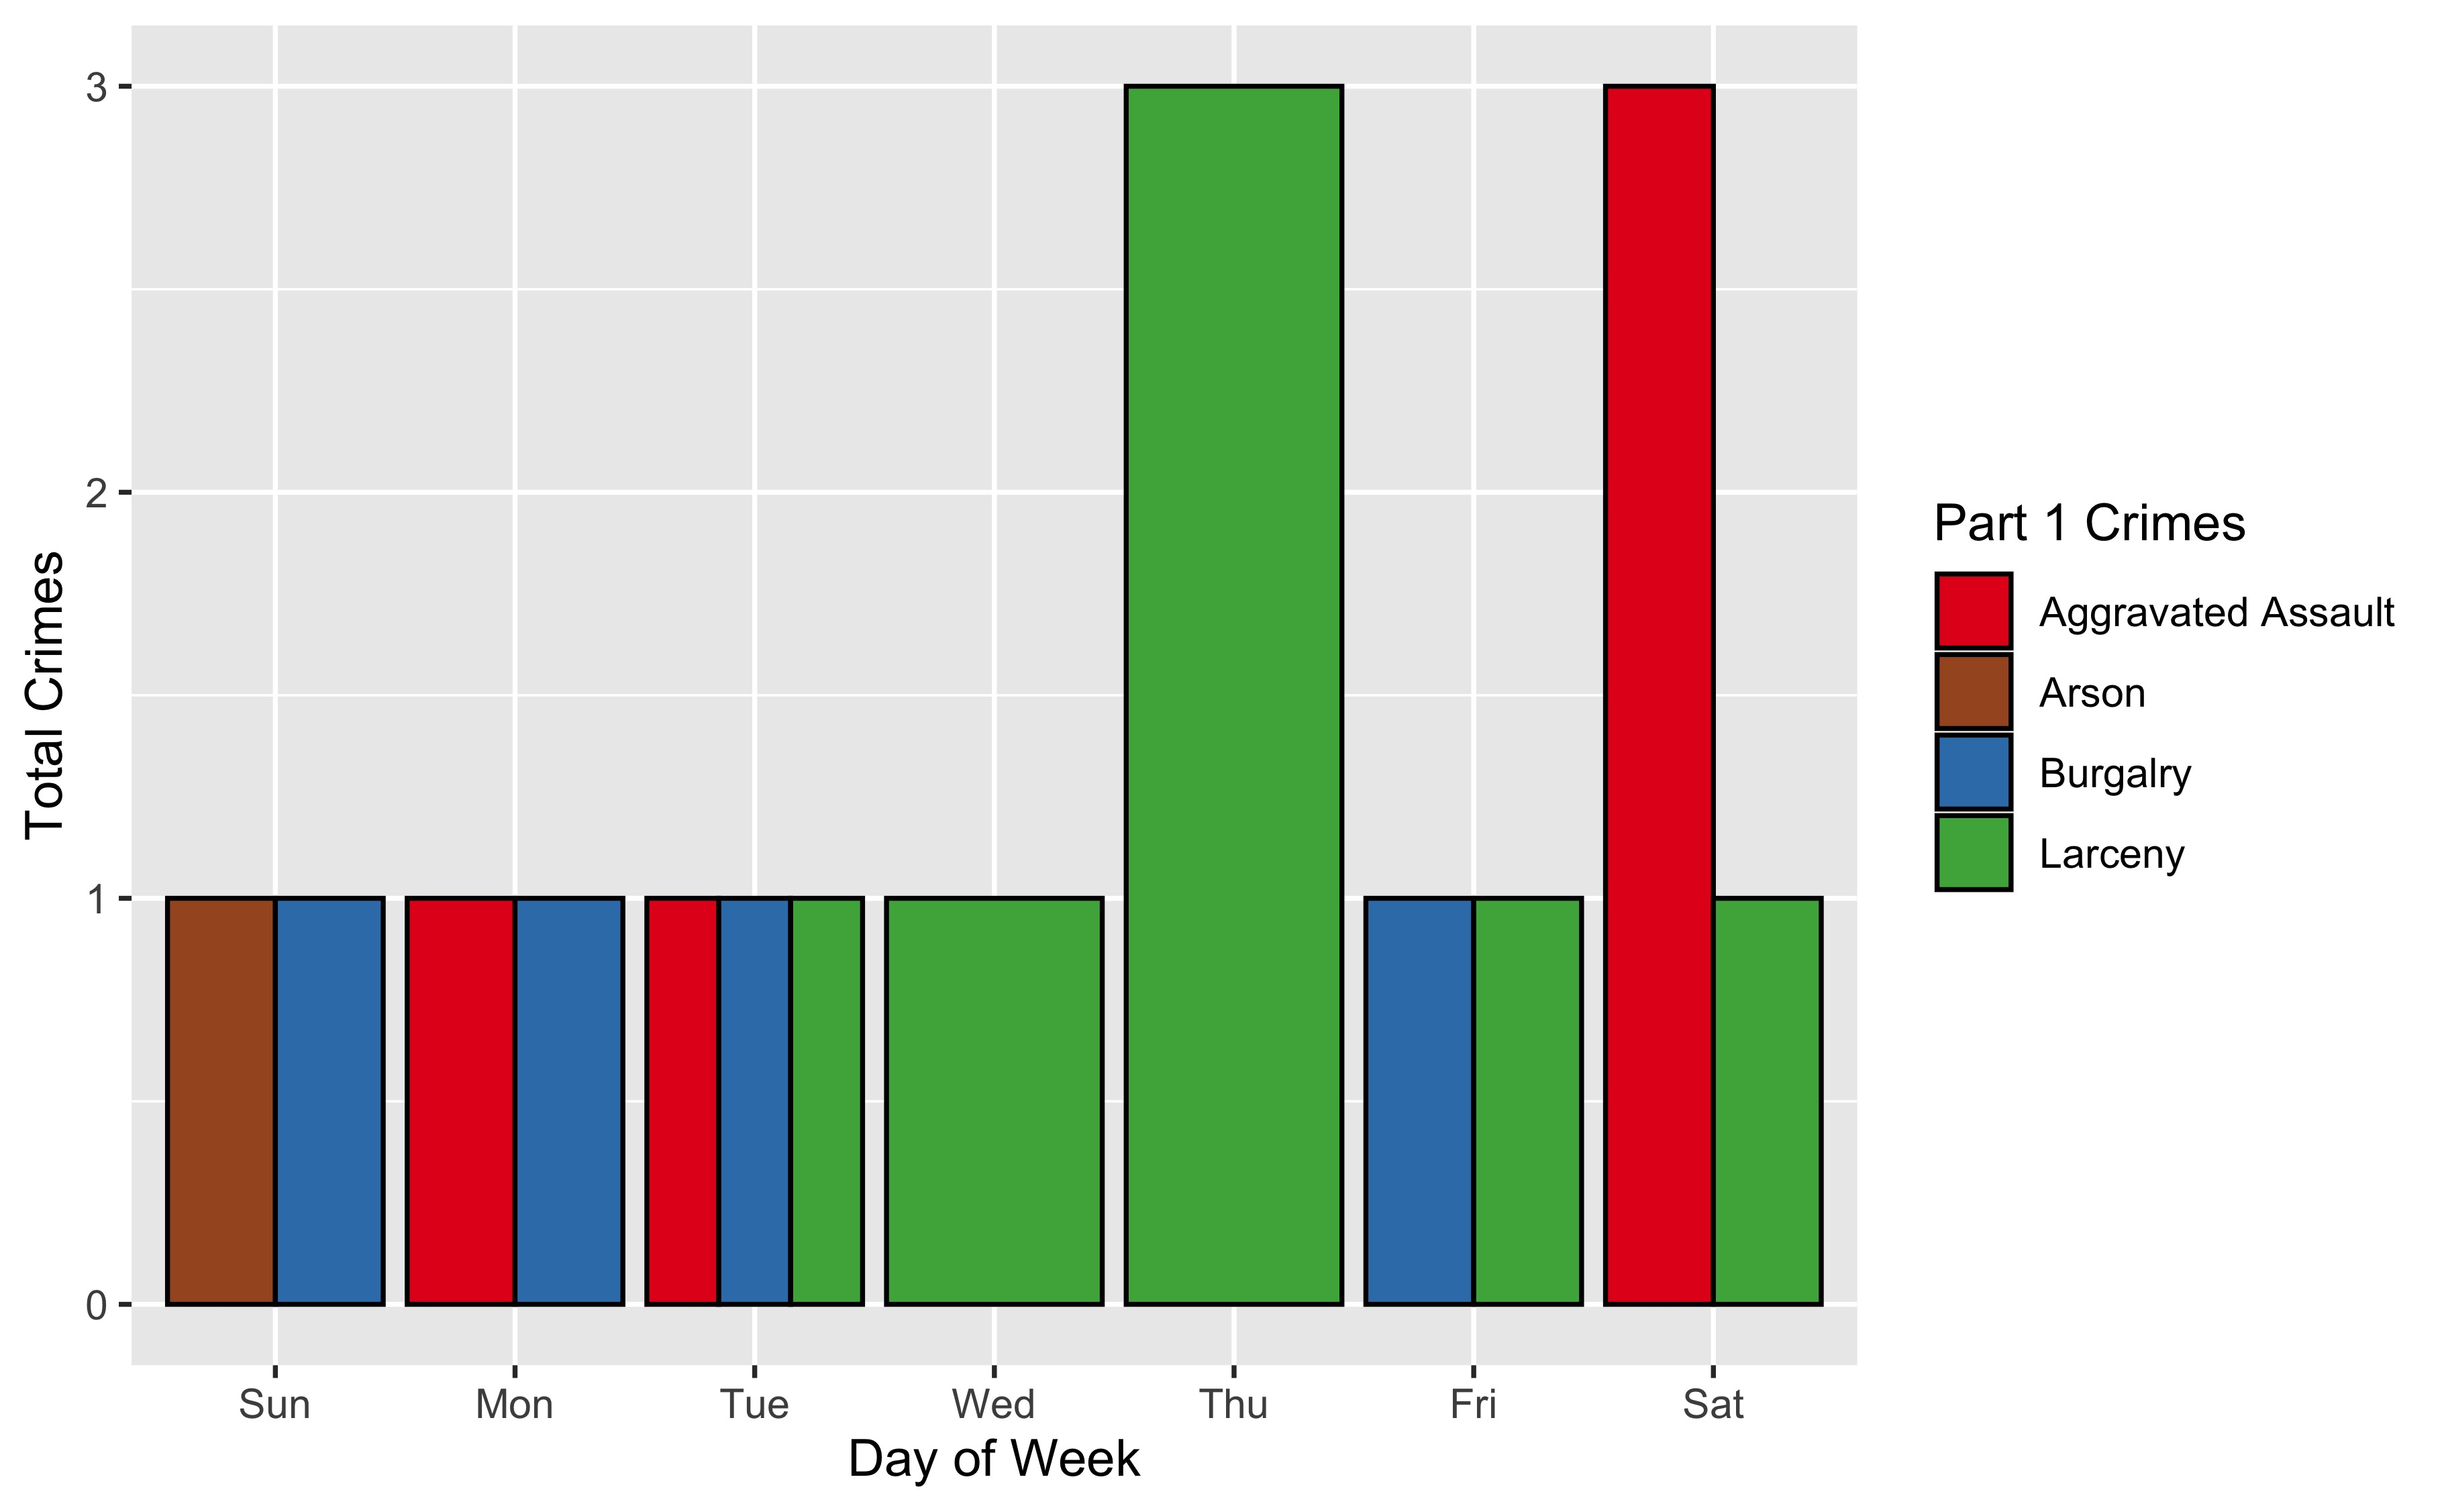 Total Crimes
3
2
1
0
Sun Mon Tue Wed Thu Fri Sat
Day of Week
Part 1 Crimes
Aggravated Assault
Arson
Burgalry
Larceny